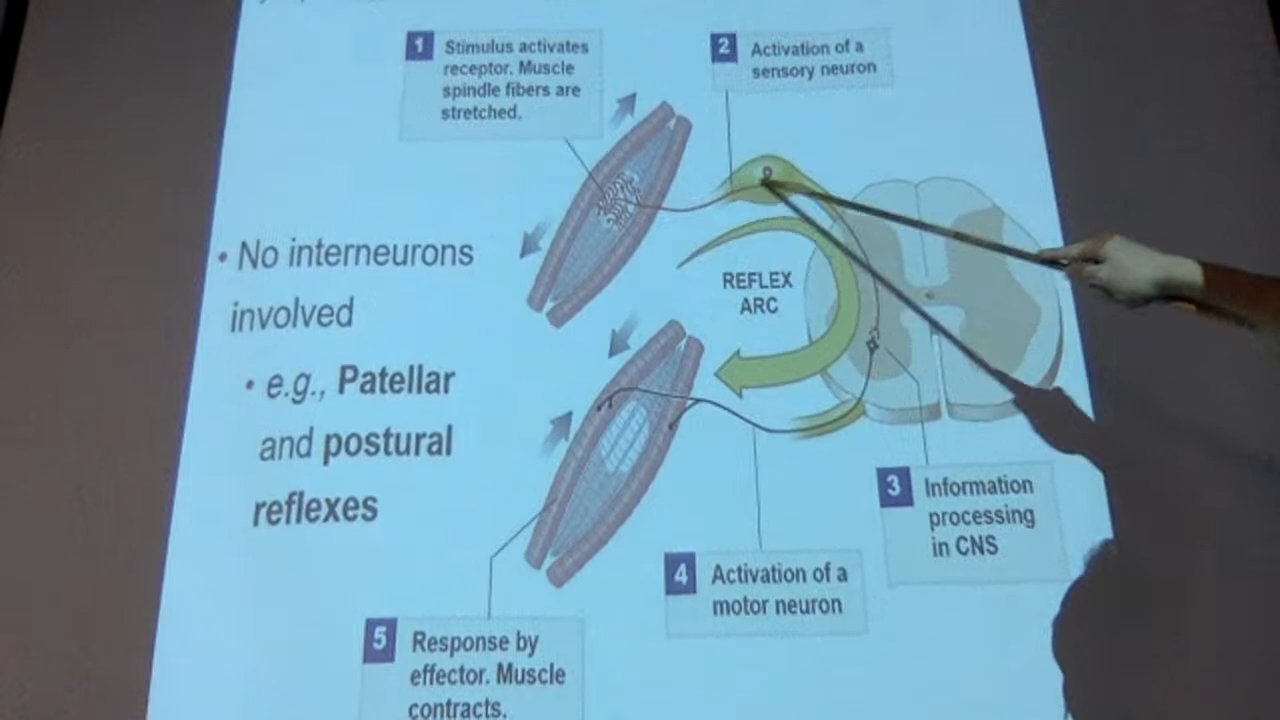 1 Stimulus activates
receptor. Muscle
spindle fibers are
stretched.
2 Activation of a
sensory neuron
• No interneurons
involved
• e.g., Patellar
and postural
reflexes
REFLEX
ARC
3 Information
processing
in CNS
4 Activation of a
motor neuron
5 Response by
effector. Muscle
contracts.